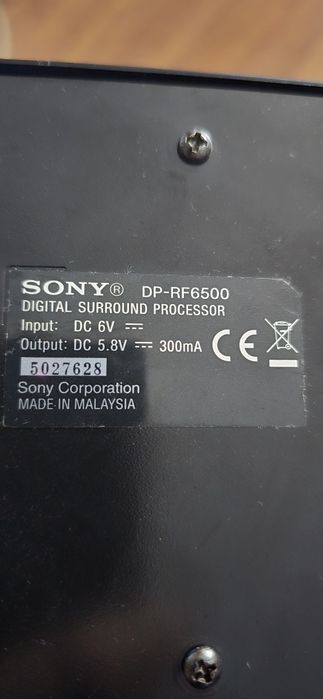 SONY® DP-RF6500
DIGITAL SURROUND PROCESSOR
Input: DC 6V ⎓
Output: DC 5.8V ⎓ 300mA CE
5027628
Sony Corporation
MADE IN MALAYSIA